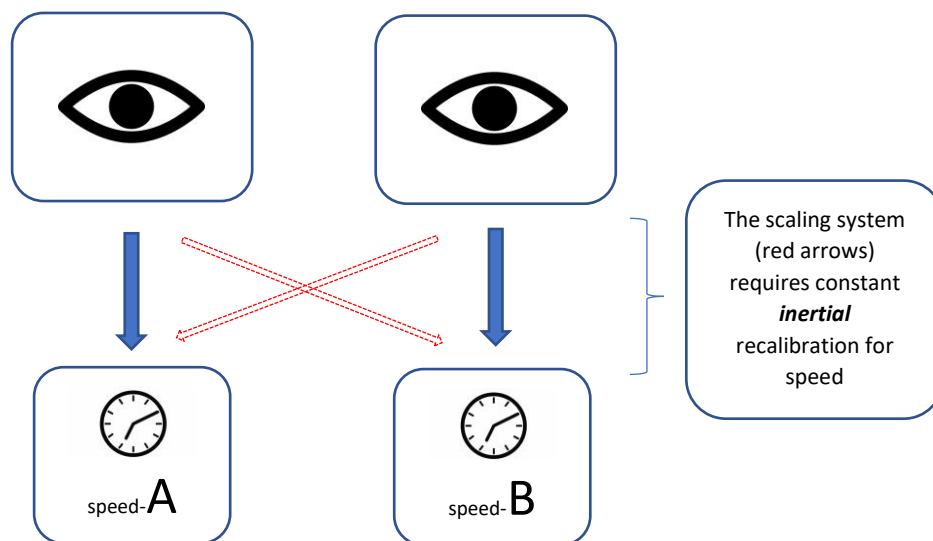 The scaling system
(red arrows)
requires constant
inertial
recalibration for
speed
speed-A
speed-B